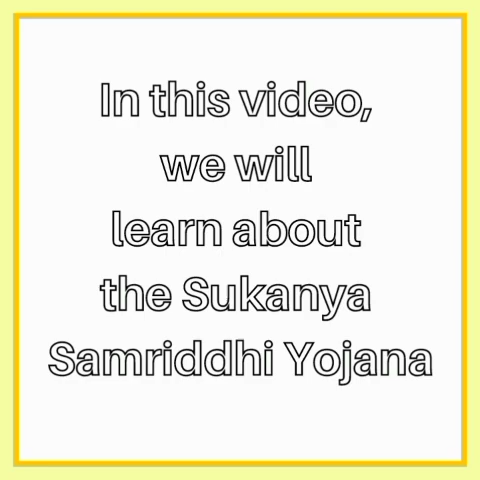 In this video,
we will
learn about
the Sukanya
Samriddhi Yojana